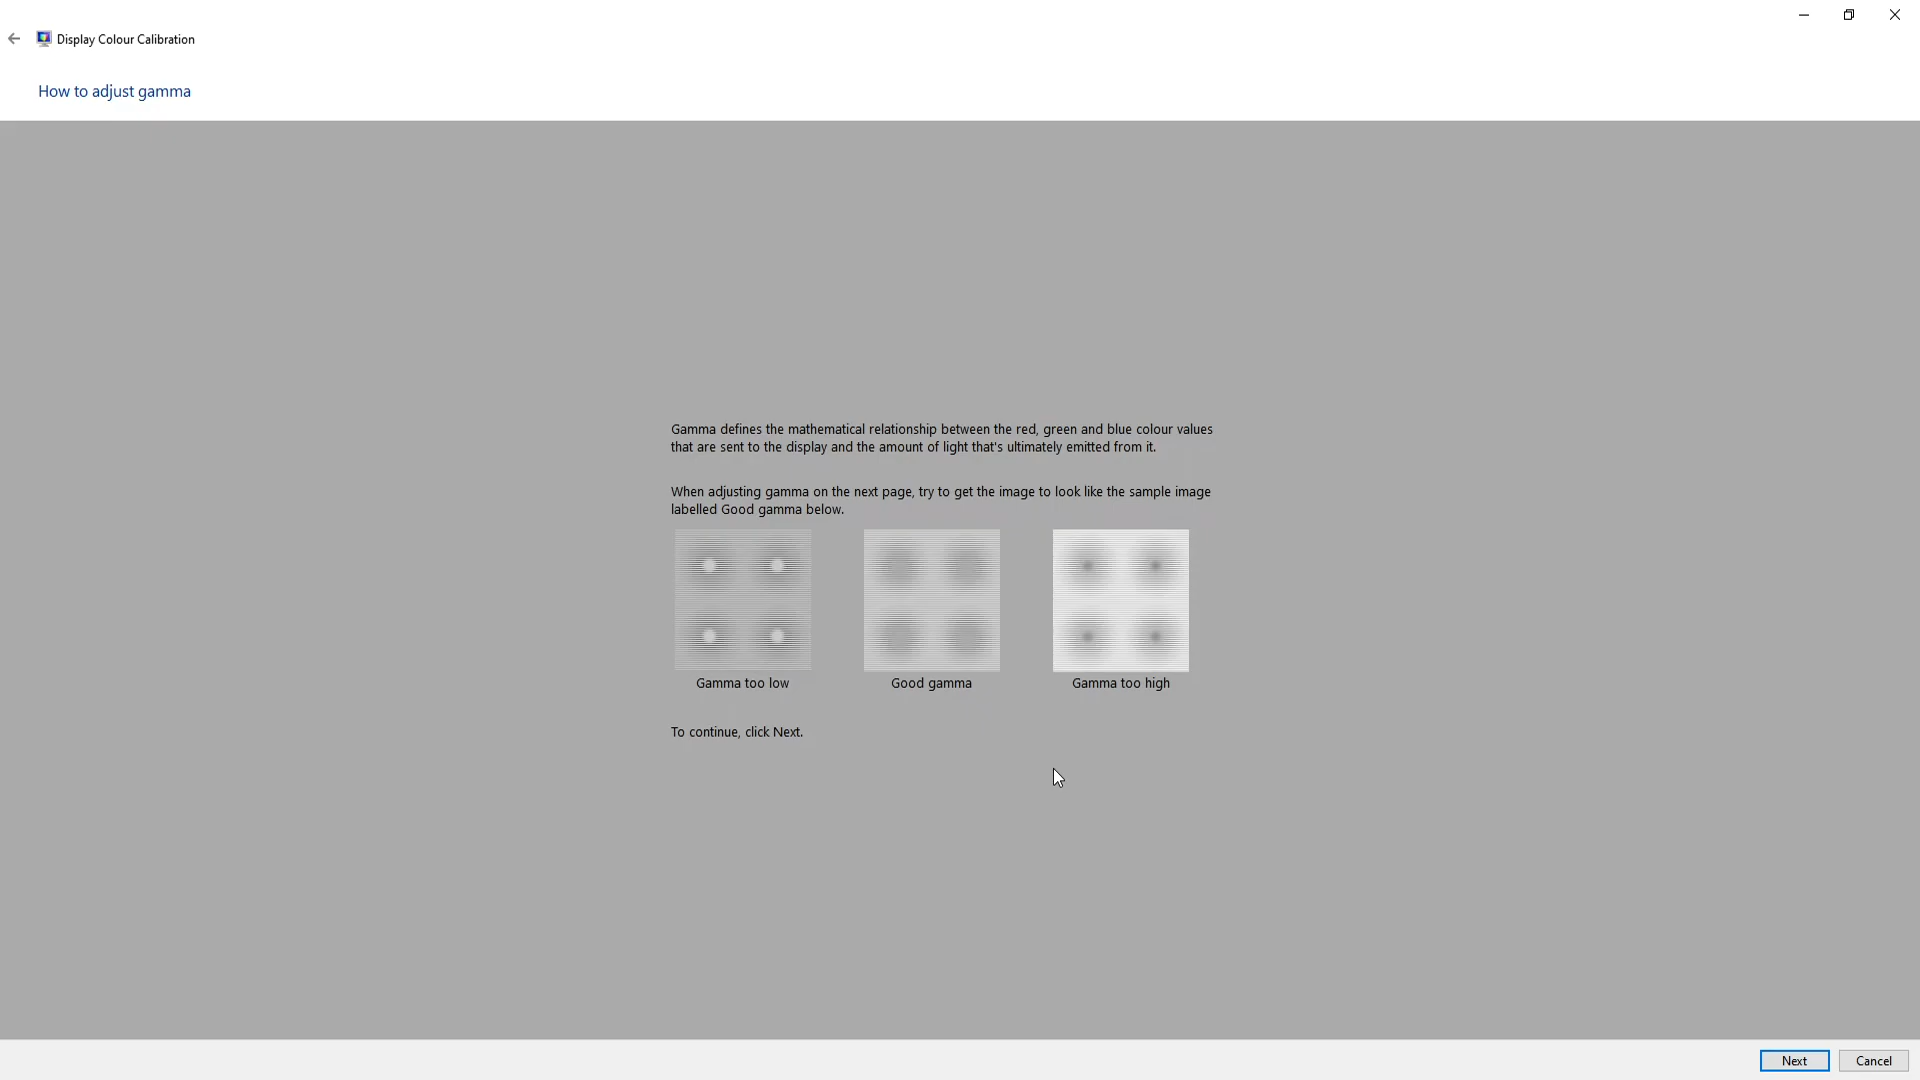 Display Colour Calibration
How to adjust gamma
Gamma defines the mathematical relationship between the red, green and blue colour values
that are sent to the display and the amount of light that's ultimately emitted from it.
When adjusting gamma on the next page, try to get the image to look like the sample image
labelled Good gamma below.
Gamma too low
Good gamma
Gamma too high
To continue, click Next.
Next
Cancel